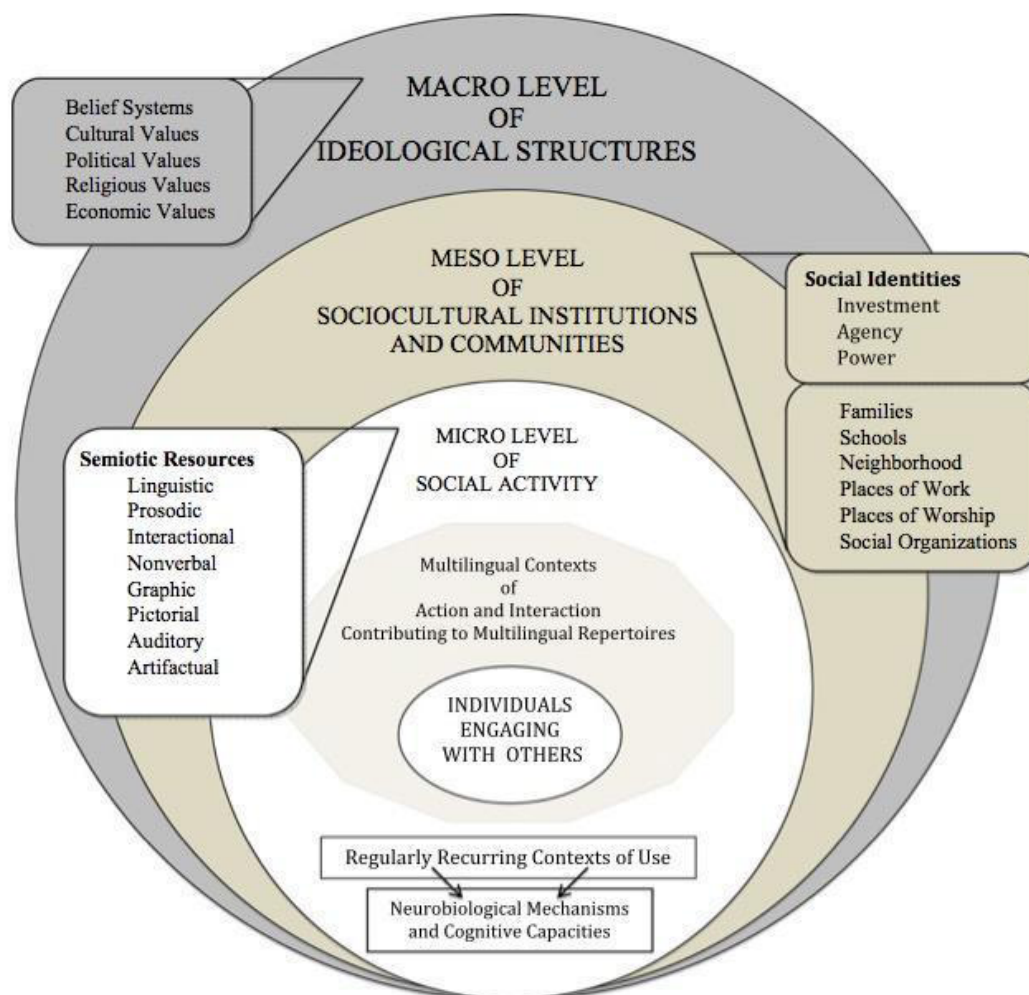 MACRO LEVEL
OF
IDEOLOGICAL STRUCTURES
Belief Systems
Cultural Values
Political Values
Religious Values
Economic Values
MESO LEVEL
OF
SOCIOCULTURAL INSTITUTIONS
AND COMMUNITIES
Social Identities
Investment
Agency
Power
Families
Schools
Neighborhood
Places of Work
Places of Worship
Social Organizations
MICRO LEVEL
OF
SOCIAL ACTIVITY
Semiotic Resources
Linguistic
Prosodic
Interactional
Nonverbal
Graphic
Pictorial
Auditory
Artifactual
Multilingual Contexts
of
Action and Interaction
Contributing to Multilingual Repertoires
INDIVIDUALS
ENGAGING
WITH OTHERS
Regularly Recurring Contexts of Use
Neurobiological Mechanisms
and Cognitive Capacities